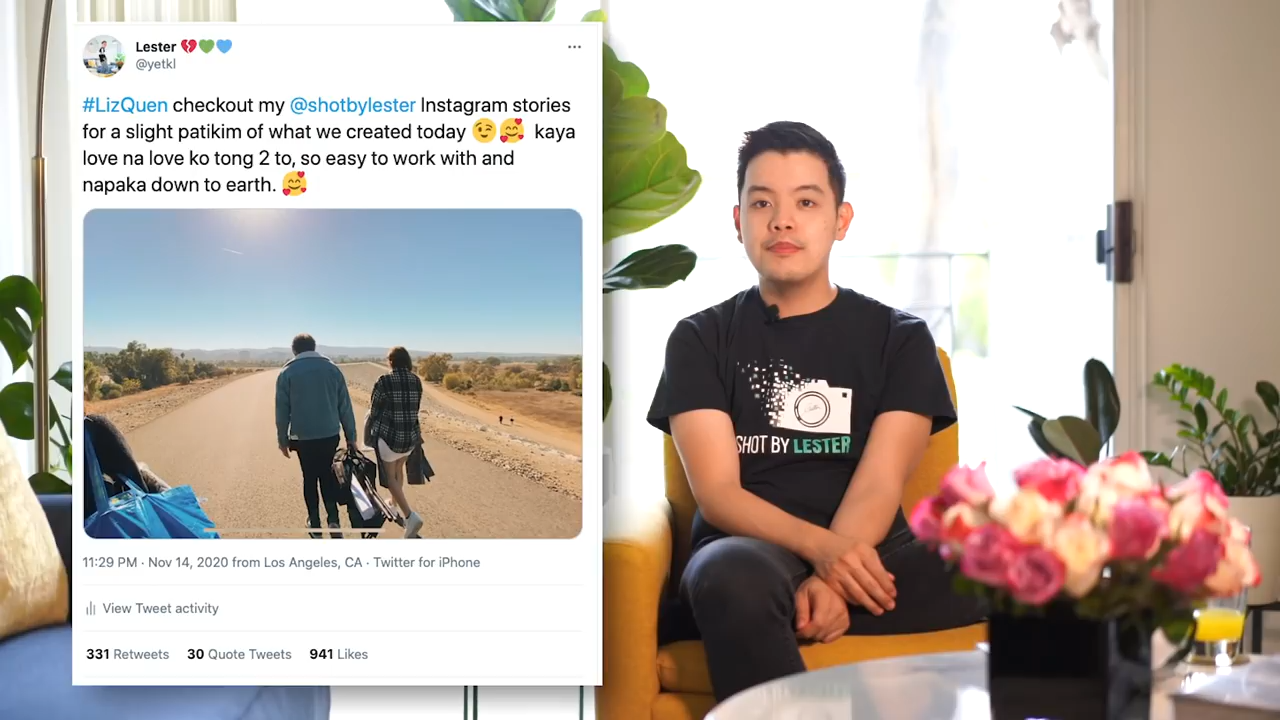 Lester 💔💚💙
@yetkl
#LizQuen checkout my @shotbylester Instagram stories
for a slight patikim of what we created today 😉🥰 kaya
love na love ko tong 2 to, so easy to work with and
napaka down to earth. 🥰
11:29 PM · Nov 14, 2020 from Los Angeles, CA · Twitter for iPhone
View Tweet activity
331 Retweets 30 Quote Tweets 941 Likes
SHOT BY LESTER